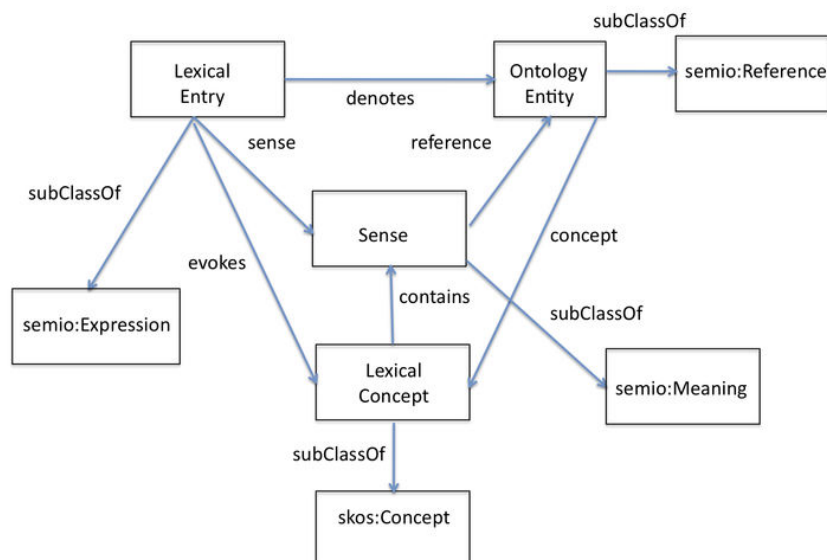 subClassOf
Lexical
Entry
Ontology
Entity
semio:Reference
denotes
sense
reference
subClassOf
Sense
concept
evokes
contains
subClassOf
semio:Expression
Lexical
Concept
semio:Meaning
subClassOf
skos:Concept